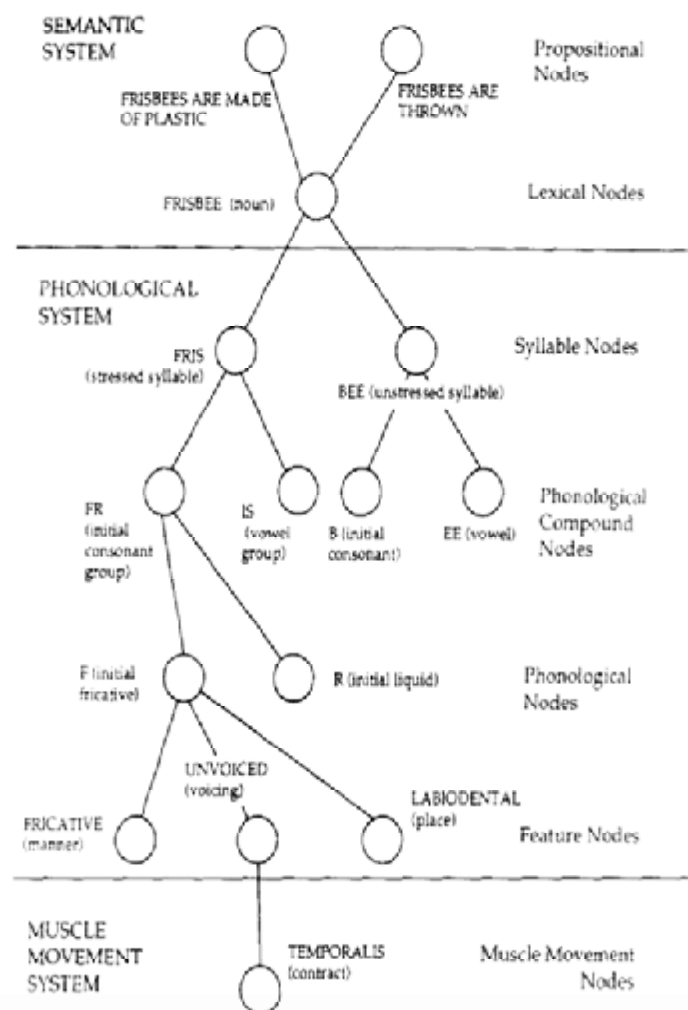 SEMANTIC
SYSTEM
Propositional
Nodes
FRISBEES ARE MADE
OF PLASTIC
FRISBEES ARE
THROWN
FRISBEE (noun)
Lexical Nodes
PHONOLOGICAL
SYSTEM
FRIS
(stressed syllable)
Syllable Nodes
BEE (unstressed syllable)
FR
(initial
consonant
group)
IS
(vowel
group)
B (initial
consonant)
EE (vowel)
Phonological
Compound
Nodes
F (initial
fricative)
R (initial liquid)
Phonological
Nodes
UNVOICED
(voicing)
LABIODENTAL
(place)
FRICATIVE
(manner)
Feature Nodes
MUSCLE
MOVEMENT
SYSTEM
TEMPORALIS
(contract)
Muscle Movement
Nodes